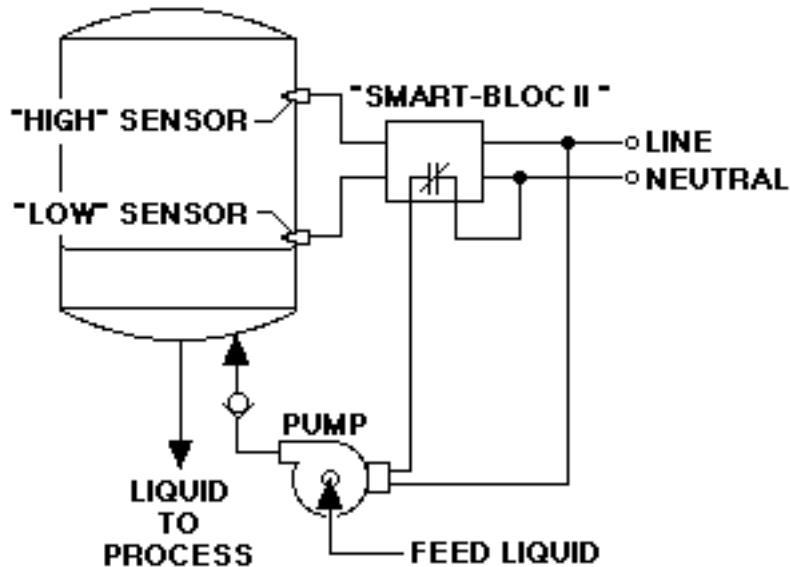 "SMART-BLOC II "
"HIGH" SENSOR
LINE
NEUTRAL
"LOW" SENSOR
PUMP
LIQUID
TO
PROCESS
FEED LIQUID